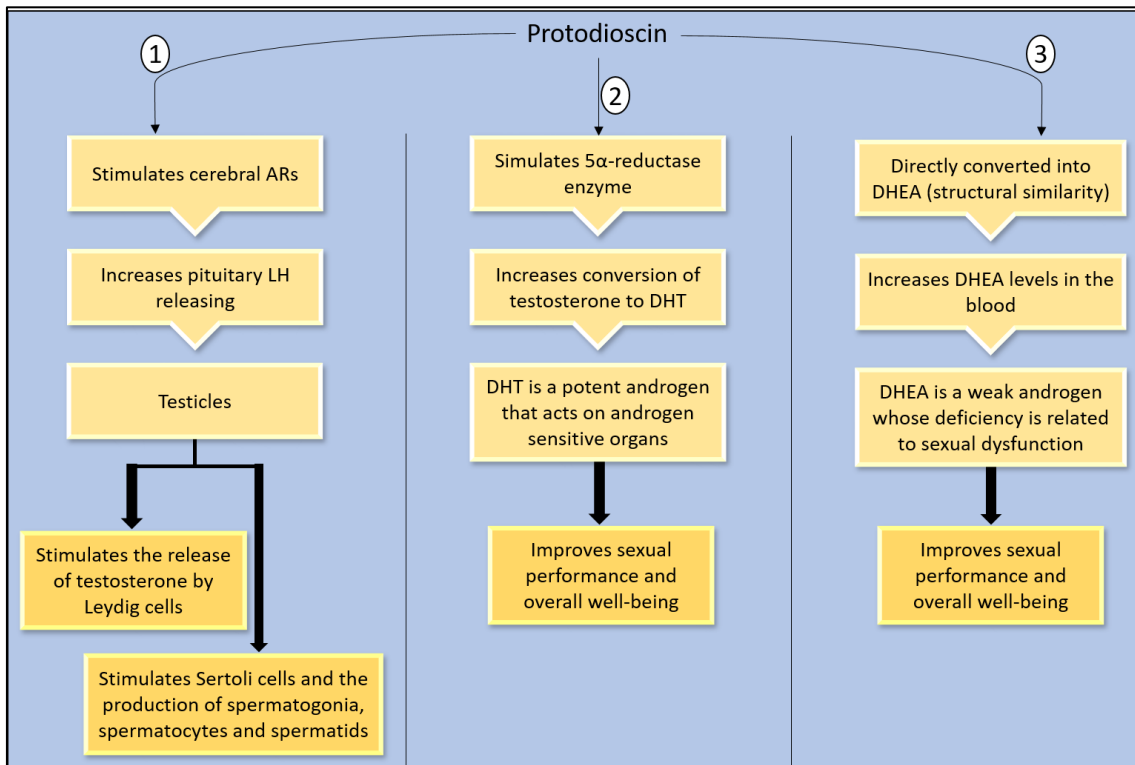 Protodioscin
1
2
3
Stimulates cerebral ARs
Increases pituitary LH
releasing
Testicles
Stimulates the release
of testosterone by
Leydig cells
Stimulates Sertoli cells and the
production of spermatogonia,
spermatocytes and spermatids
Simulates 5α-reductase
enzyme
Increases conversion of
testosterone to DHT
DHT is a potent androgen
that acts on androgen
sensitive organs
Improves sexual
performance and
overall well-being
Directly converted into
DHEA (structural similarity)
Increases DHEA levels in the
blood
DHEA is a weak androgen
whose deficiency is related
to sexual dysfunction
Improves sexual
performance and
overall well-being